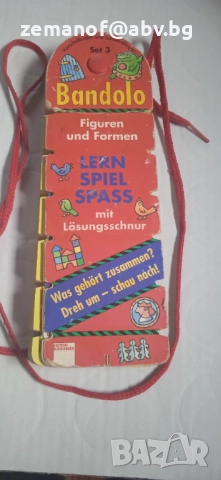 zemanof@abv.bg
Set 3
Bandolo
Figuren
und Formen
LERN
SPIEL
SPASS
mit
Lösungsschnur
Was gehört zusammen?
Dreh um – schau nach!
bazar